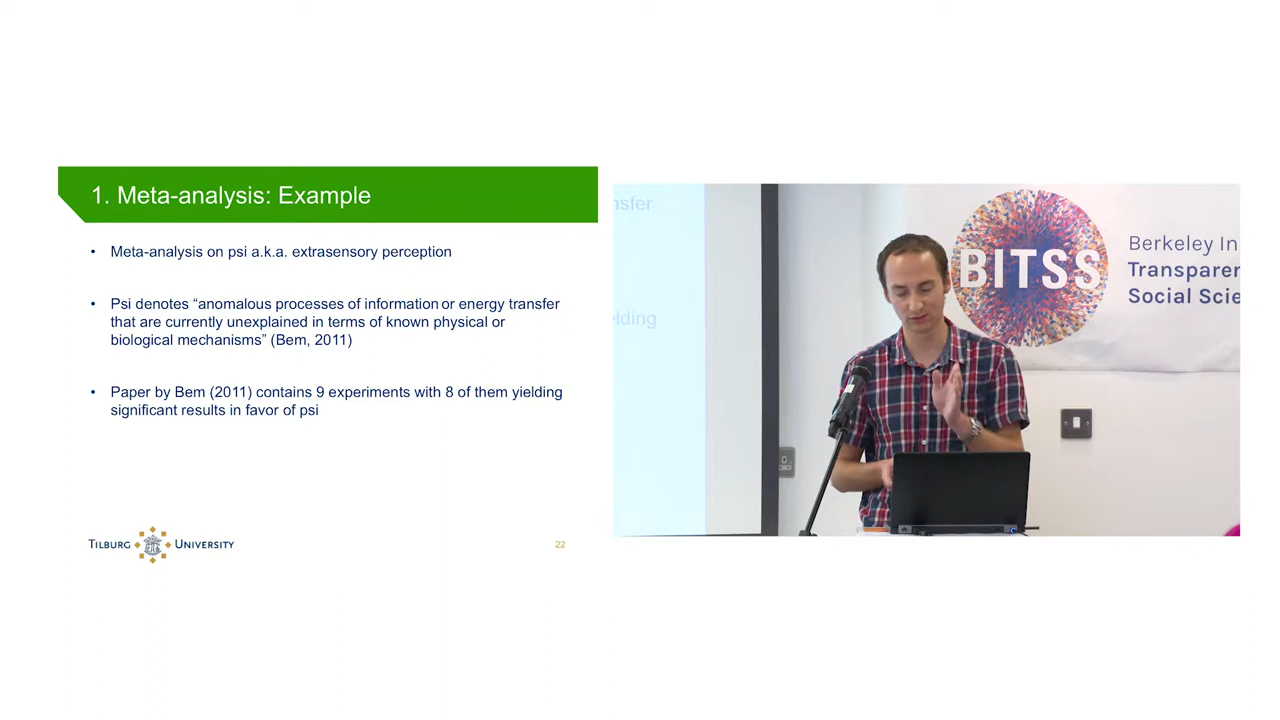 1. Meta-analysis: Example
• Meta-analysis on psi a.k.a. extrasensory perception
• Psi denotes “anomalous processes of information or energy transfer
that are currently unexplained in terms of known physical or
biological mechanisms” (Bem, 2011)
• Paper by Bem (2011) contains 9 experiments with 8 of them yielding
significant results in favor of psi
TILBURG UNIVERSITY
22
nsfer
elding
BITSS
Berkeley In
Transparen
Social Scie